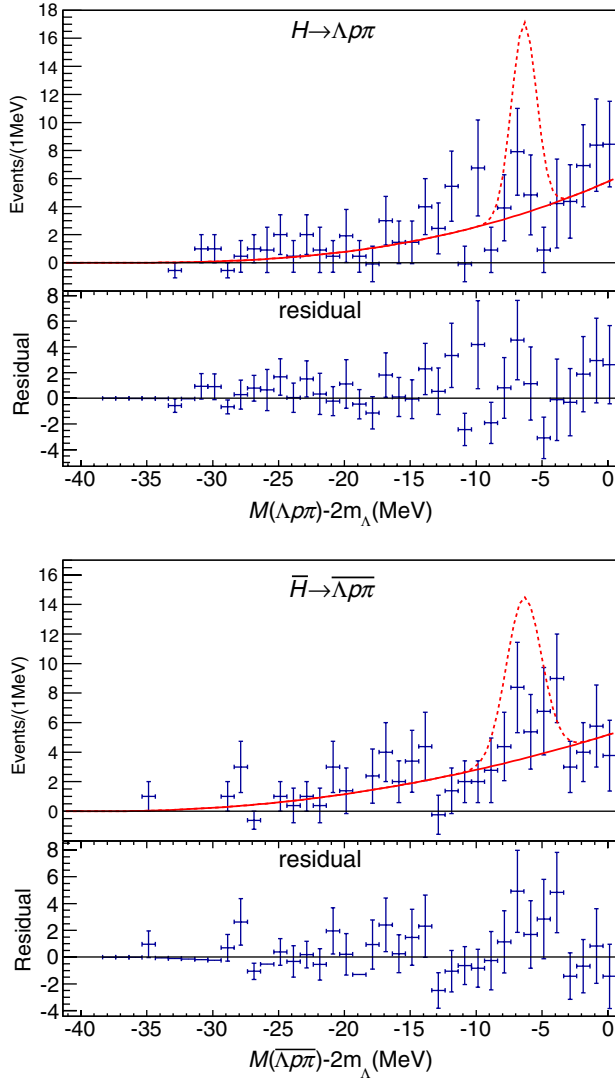 H→Λpπ
Events/(1MeV)
18
16
14
12
10
8
6
4
2
0
residual
Residual
8
6
4
2
0
-2
-4
-40 -35 -30 -25 -20 -15 -10 -5 0
M(Λpπ)-2m_Λ(MeV)
H̅→Λ̅p̅π̅
Events/(1MeV)
16
14
12
10
8
6
4
2
0
residual
Residual
8
6
4
2
0
-2
-4
-40 -35 -30 -25 -20 -15 -10 -5 0
M(Λ̅p̅π̅)-2m_Λ(MeV)